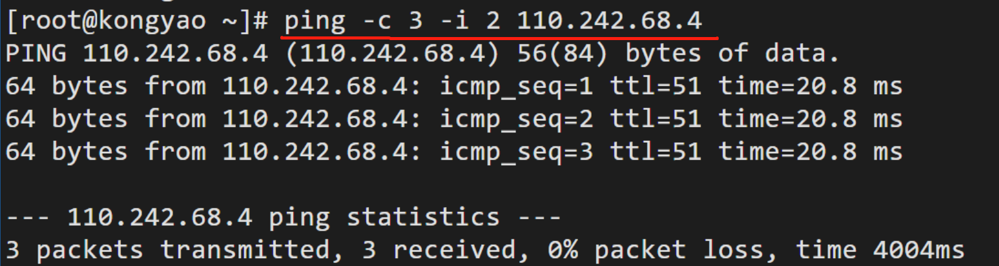 [root@kongyao ~]# ping -c 3 -i 2 110.242.68.4
PING 110.242.68.4 (110.242.68.4) 56(84) bytes of data.
64 bytes from 110.242.68.4: icmp_seq=1 ttl=51 time=20.8 ms
64 bytes from 110.242.68.4: icmp_seq=2 ttl=51 time=20.8 ms
64 bytes from 110.242.68.4: icmp_seq=3 ttl=51 time=20.8 ms
--- 110.242.68.4 ping statistics ---
3 packets transmitted, 3 received, 0% packet loss, time 4004ms